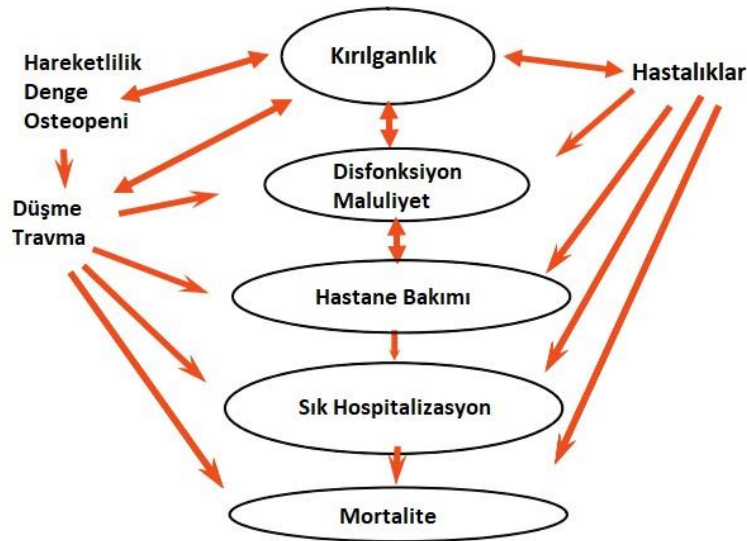 Kırılganlık
Hareketlilik
Denge
Osteopeni
Hastalıklar
Disfonksiyon
Maluliyet
Düşme
Travma
Hastane Bakımı
Sık Hospitalizasyon
Mortalite